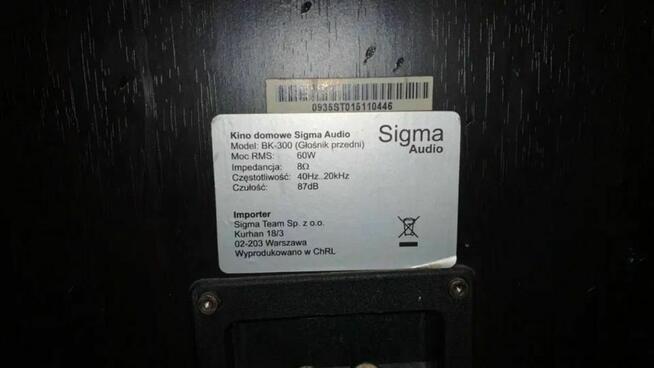 0935ST015110446
Sigma
Audio
Kino domowe Sigma Audio
Model: BK-300 (Głośnik przedni)
Moc RMS: 60W
Impedancja: 8Ω
Częstotliwość: 40Hz..20kHz
Czułość: 87dB
Importer
Sigma Team Sp. z o.o.
Kurhan 18/3
02-203 Warszawa
Wyprodukowano w ChRL